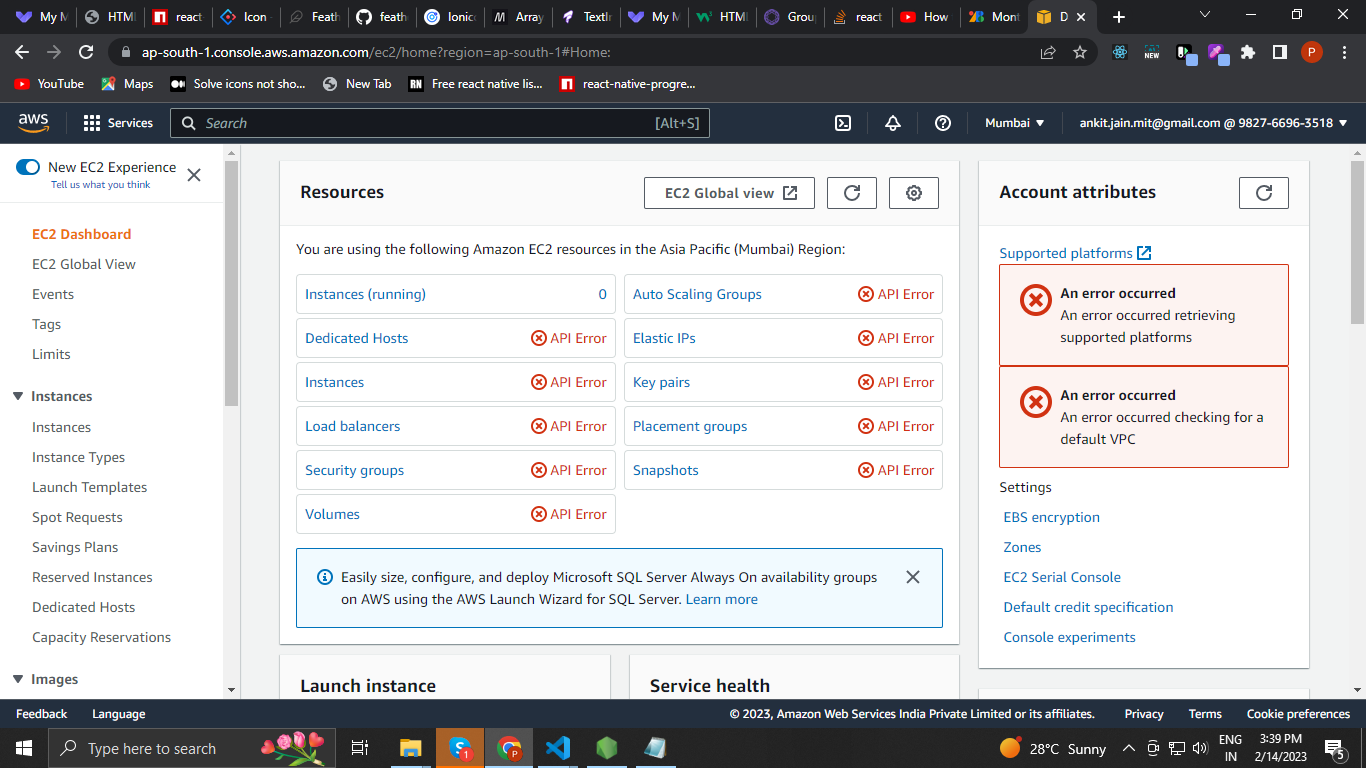 My M
HTMl
react
Icon
Feath
feathe
Ionico
Array
TextIn
My M
HTMl
Group
react
How
Mont
D
ap-south-1.console.aws.amazon.com/ec2/home?region=ap-south-1#Home:
NEW
P
YouTube
Maps
Solve icons not sho...
New Tab
Free react native lis...
react-native-progre...
aws
Services
Search
[Alt+S]
Mumbai
ankit.jain.mit@gmail.com @ 9827-6696-3518
New EC2 Experience
Tell us what you think
EC2 Dashboard
EC2 Global View
Events
Tags
Limits
Instances
Instances
Instance Types
Launch Templates
Spot Requests
Savings Plans
Reserved Instances
Dedicated Hosts
Capacity Reservations
Images
Resources
EC2 Global view
You are using the following Amazon EC2 resources in the Asia Pacific (Mumbai) Region:
Instances (running) 0
Auto Scaling Groups API Error
Dedicated Hosts API Error
Elastic IPs API Error
Instances API Error
Key pairs API Error
Load balancers API Error
Placement groups API Error
Security groups API Error
Snapshots API Error
Volumes API Error
Easily size, configure, and deploy Microsoft SQL Server Always On availability groups
on AWS using the AWS Launch Wizard for SQL Server. Learn more
Launch instance
Service health
Account attributes
Supported platforms
An error occurred
An error occurred retrieving
supported platforms
An error occurred
An error occurred checking for a
default VPC
Settings
EBS encryption
Zones
EC2 Serial Console
Default credit specification
Console experiments
Feedback
Language
© 2023, Amazon Web Services India Private Limited or its affiliates.
Privacy
Terms
Cookie preferences
Type here to search
1
P
28°C Sunny
ENG
IN
3:39 PM
2/14/2023
5